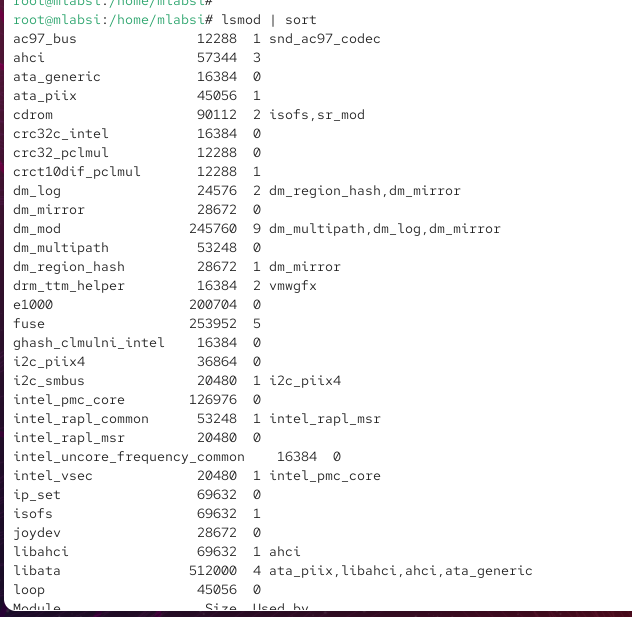 root@mlabsi:/home/mlabsi#
root@mlabsi:/home/mlabsi# lsmod | sort
ac97_bus 12288 1 snd_ac97_codec
ahci 57344 3
ata_generic 16384 0
ata_piix 45056 1
cdrom 90112 2 isofs,sr_mod
crc32c_intel 16384 0
crc32_pclmul 12288 0
crct10dif_pclmul 12288 1
dm_log 24576 2 dm_region_hash,dm_mirror
dm_mirror 28672 0
dm_mod 245760 9 dm_multipath,dm_log,dm_mirror
dm_multipath 53248 0
dm_region_hash 28672 1 dm_mirror
drm_ttm_helper 16384 2 vmwgfx
e1000 200704 0
fuse 253952 5
ghash_clmulni_intel 16384 0
i2c_piix4 36864 0
i2c_smbus 20480 1 i2c_piix4
intel_pmc_core 126976 0
intel_rapl_common 53248 1 intel_rapl_msr
intel_rapl_msr 20480 0
intel_uncore_frequency_common 16384 0
intel_vsec 20480 1 intel_pmc_core
ip_set 69632 0
isofs 69632 1
joydev 28672 0
libahci 69632 1 ahci
libata 512000 4 ata_piix,libahci,ahci,ata_generic
loop 45056 0
Module Size Used by